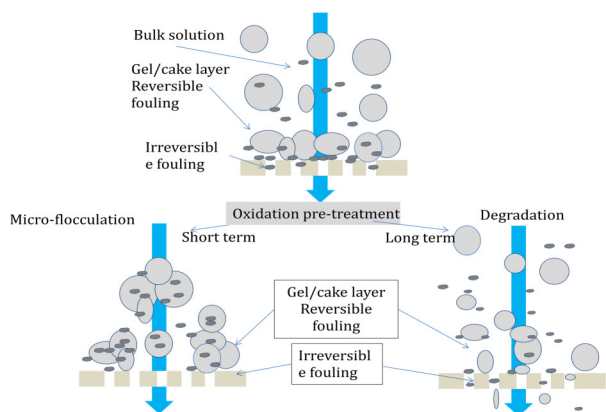 Bulk solution
Gel/cake layer
Reversible
fouling
Irreversibl
e fouling
Oxidation pre-treatment
Micro-flocculation
Degradation
Short term
Long term
Gel/cake layer
Reversible
fouling
Irreversibl
e fouling